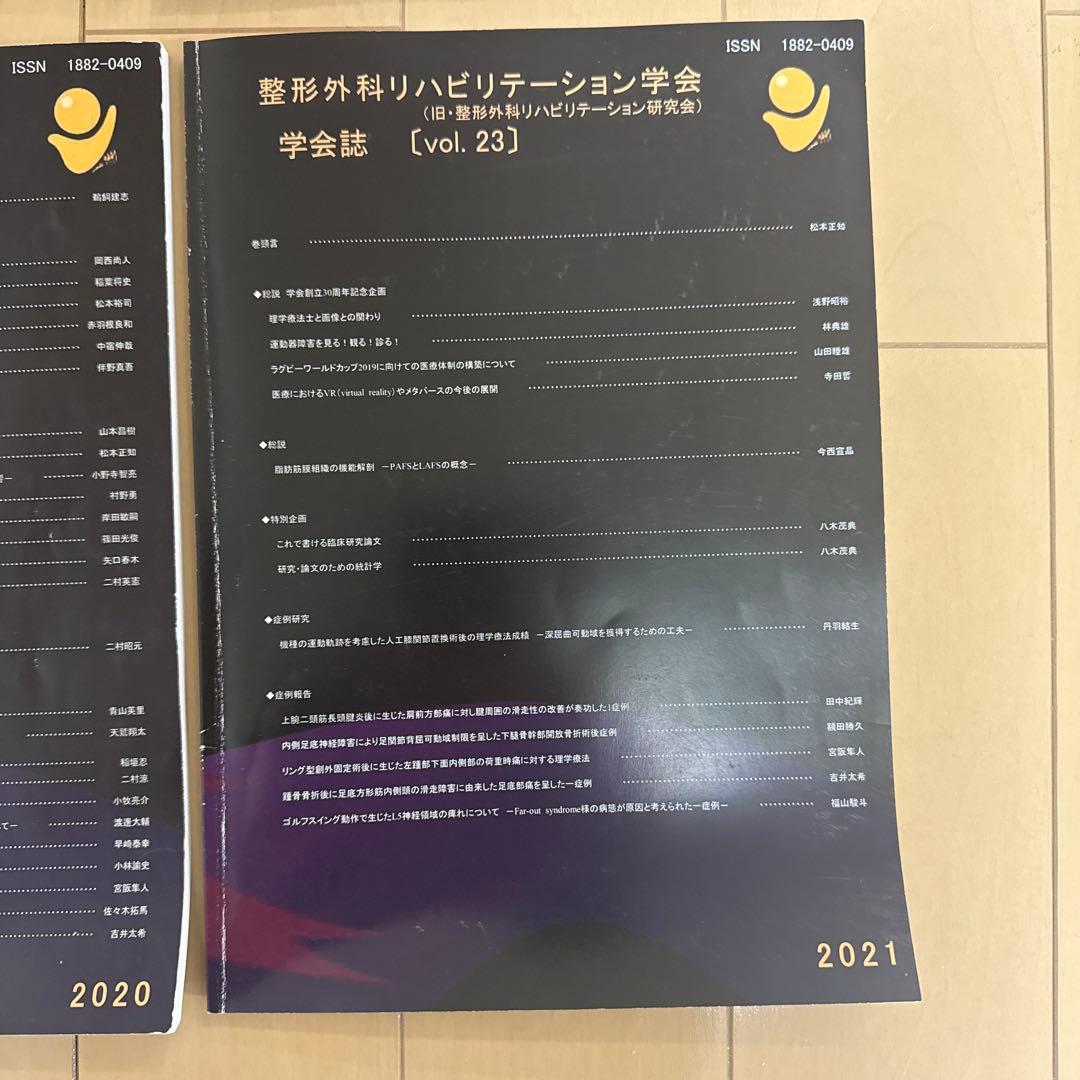 ISSN 1882-0409
鵜飼建志
岡西尚人
稲葉将史
松本裕司
赤羽根良和
中宿伸哉
伴野真吾
山本昌樹
松本正知
小野寺智亮
村野勇
岸田敏嗣
篠田光俊
矢口春木
二村英憲
二村昭元
青山英里
天鷲翔太
稲垣忍
二村涼
小牧亮介
て－ 渡邊大輔
早崎泰幸
小林諭史
宮阪隼人
佐々木拓馬
吉井太希
2020
ISSN 1882-0409
整形外科リハビリテーション学会
（旧・整形外科リハビリテーション研究会）
学会誌 〔vol. 23〕
巻頭言 松本正知
◆総説 学会創立30周年記念企画
理学療法士と画像との関わり 浅野昭裕
運動器障害を見る！観る！診る！ 林典雄
ラグビーワールドカップ2019に向けての医療体制の構築について 山田睦雄
医療におけるVR（virtual reality）やメタバースの今後の展開 寺田哲
◆総説
脂肪筋膜組織の機能解剖 －PAFSとLAFSの概念－ 今西宣晶
◆特別企画
これで書ける臨床研究論文 八木茂典
研究・論文のための統計学 八木茂典
◆症例研究
機種の運動軌跡を考慮した人工膝関節置換術後の理学療法成績 －深屈曲可動域を獲得するための工夫－ 丹羽結生
◆症例報告
上腕二頭筋長頭腱炎後に生じた肩前方部痛に対し腱周囲の滑走性の改善が奏功した1症例 田中紀輝
内側足底神経障害により足関節背屈可動域制限を呈した下腿骨幹部開放骨折術後症例 額田勝久
リング型創外固定術後に生じた左踵部下面内側部の荷重時痛に対する理学療法 宮阪隼人
踵骨骨折後に足底方形筋内側頭の滑走障害に由来した足底部痛を呈した一症例 吉井太希
ゴルフスイング動作で生じたL5神経領域の痺れについて －Far-out syndrome様の病態が原因と考えられた一症例－ 福山駿斗
2021